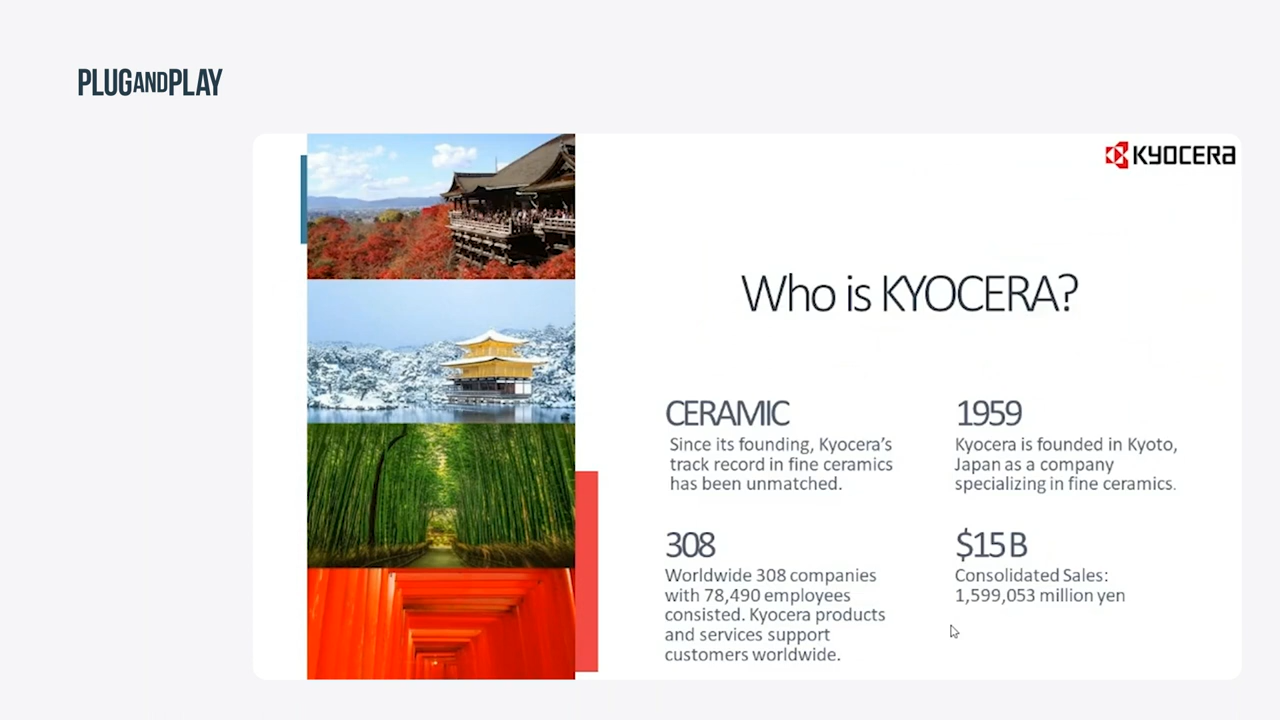 PLUGANDPLAY
KYOCERA
Who is KYOCERA?
CERAMIC
Since its founding, Kyocera's
track record in fine ceramics
has been unmatched.
1959
Kyocera is founded in Kyoto,
Japan as a company
specializing in fine ceramics.
308
Worldwide 308 companies
with 78,490 employees
consisted. Kyocera products
and services support
customers worldwide.
$15 B
Consolidated Sales:
1,599,053 million yen